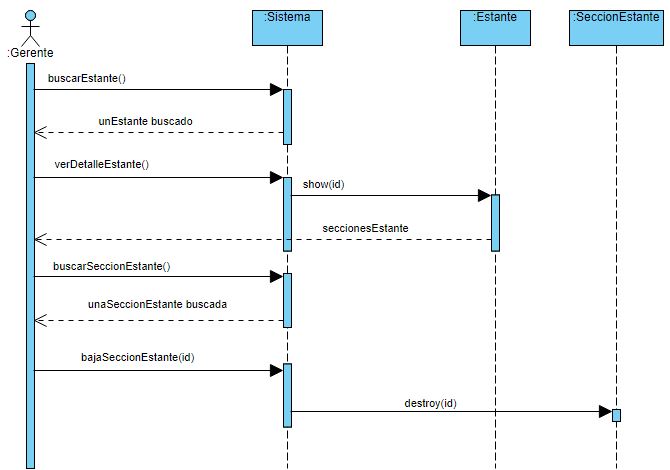 :Sistema
:Estante
:SeccionEstante
:Gerente
buscarEstante()
unEstante buscado
verDetalleEstante()
show(id)
seccionesEstante
buscarSeccionEstante()
unaSeccionEstante buscada
bajaSeccionEstante(id)
destroy(id)